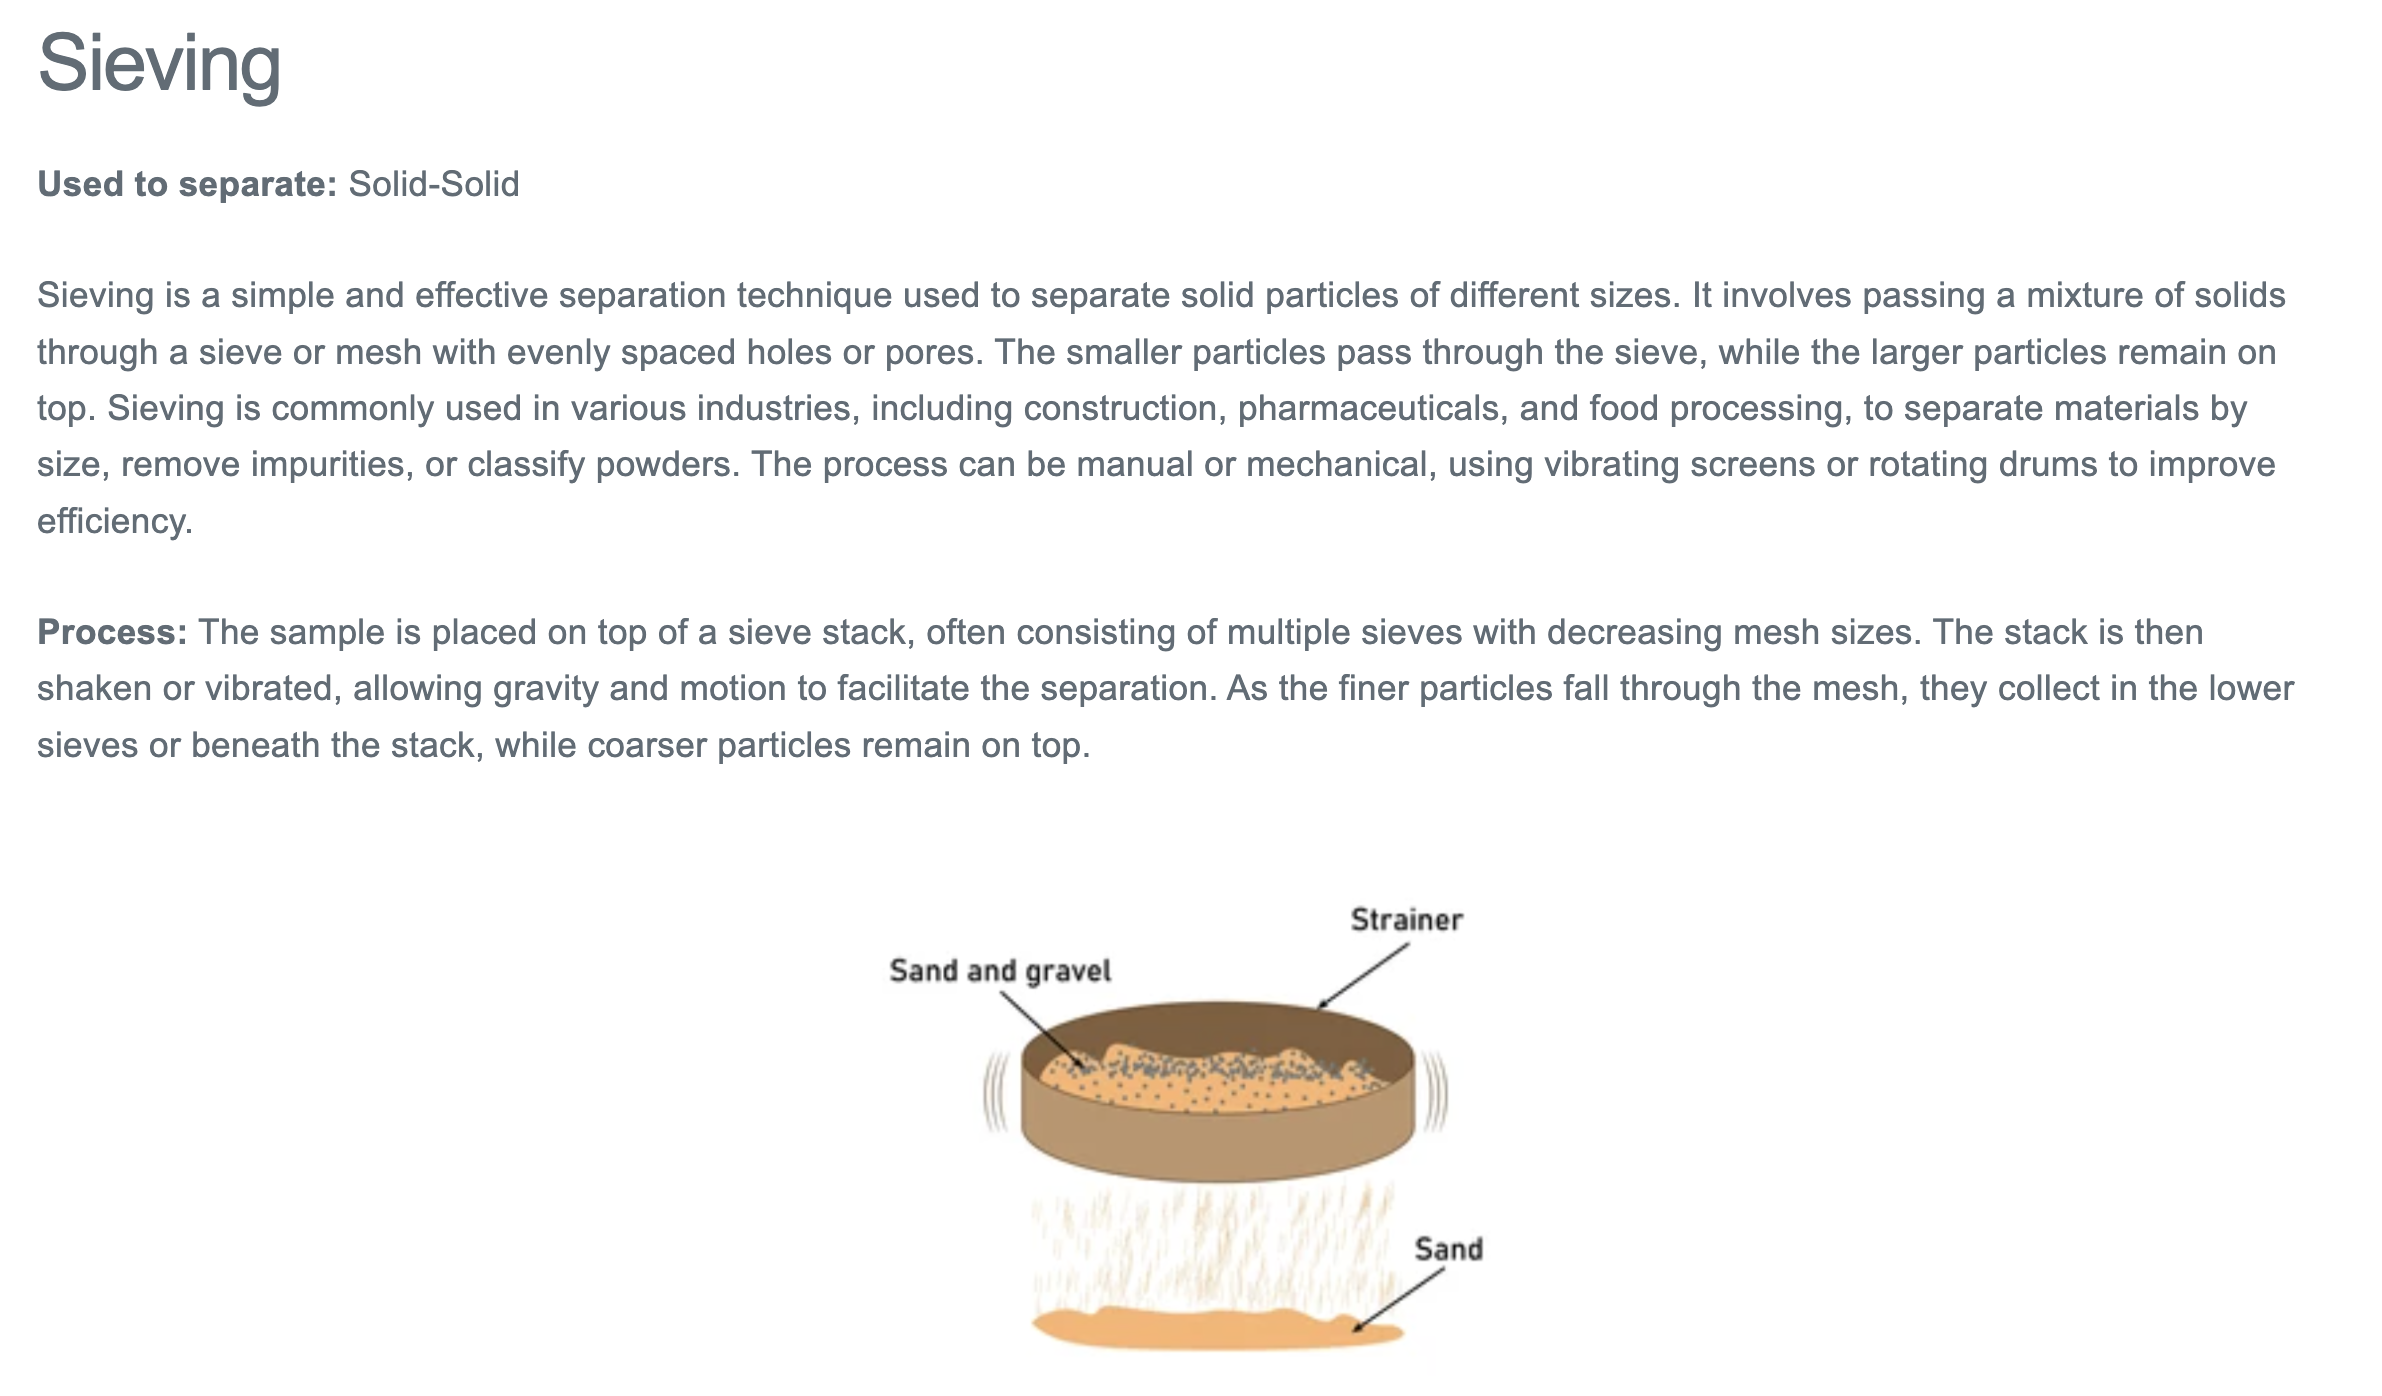 Sieving
Used to separate: Solid-Solid
Sieving is a simple and effective separation technique used to separate solid particles of different sizes. It involves passing a mixture of solids
through a sieve or mesh with evenly spaced holes or pores. The smaller particles pass through the sieve, while the larger particles remain on
top. Sieving is commonly used in various industries, including construction, pharmaceuticals, and food processing, to separate materials by
size, remove impurities, or classify powders. The process can be manual or mechanical, using vibrating screens or rotating drums to improve
efficiency.
Process: The sample is placed on top of a sieve stack, often consisting of multiple sieves with decreasing mesh sizes. The stack is then
shaken or vibrated, allowing gravity and motion to facilitate the separation. As the finer particles fall through the mesh, they collect in the lower
sieves or beneath the stack, while coarser particles remain on top.
Strainer
Sand and gravel
Sand